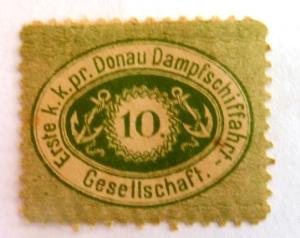 Erste k.k.pr. Donau Dampfschiffahrt-
Gesellschaft.
10.